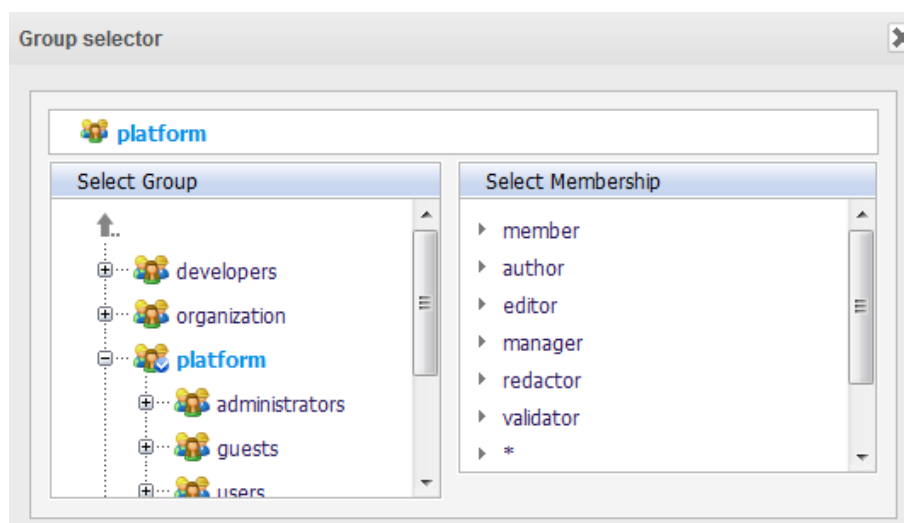 Group selector
platform
Select Group
..
developers
organization
platform
administrators
guests
users
Select Membership
member
author
editor
manager
redactor
validator
*